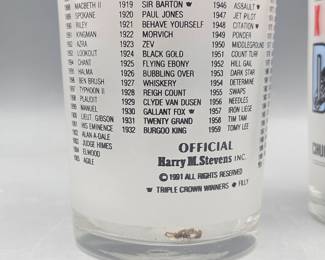 MACBETH II 1919 SIR BARTON ♛ 1946 ASSAULT ♛
1889 SPOKANE 1920 PAUL JONES 1947 JET PILOT
RILEY 1921 BEHAVE YOURSELF 1948 CITATION ♛
KINGMAN 1922 MORVICH 1949 PONDER
AZRA 1923 ZEV 1950 MIDDLEGROUND
LOOKOUT 1924 BLACK GOLD 1951 COUNT TURF
CHANT 1925 FLYING EBONY 1952 HILL GAIL
HALMA 1926 BUBBLING OVER 1953 DARK STAR
BEN BRUSH 1927 WHISKERY 1954 DETERMINE
TYPHOON II 1928 REIGH COUNT 1955 SWAPS
PLAUDIT 1929 CLYDE VAN DUSEN 1956 NEEDLES
MANUEL 1930 GALLANT FOX ♛ 1957 IRON LIEGE
LIEUT. GIBSON 1931 TWENTY GRAND 1958 TIM TAM
HIS EMINENCE 1932 BURGOO KING 1959 TOMY LEE
ALAN-A-DALE
JUDGE HIMES
ELWOOD
AGILE
OFFICIAL
Harry M. Stevens INC.
© 1991 ALL RIGHTS RESERVED
♛ TRIPLE CROWN WINNERS FILLY
K
CHU